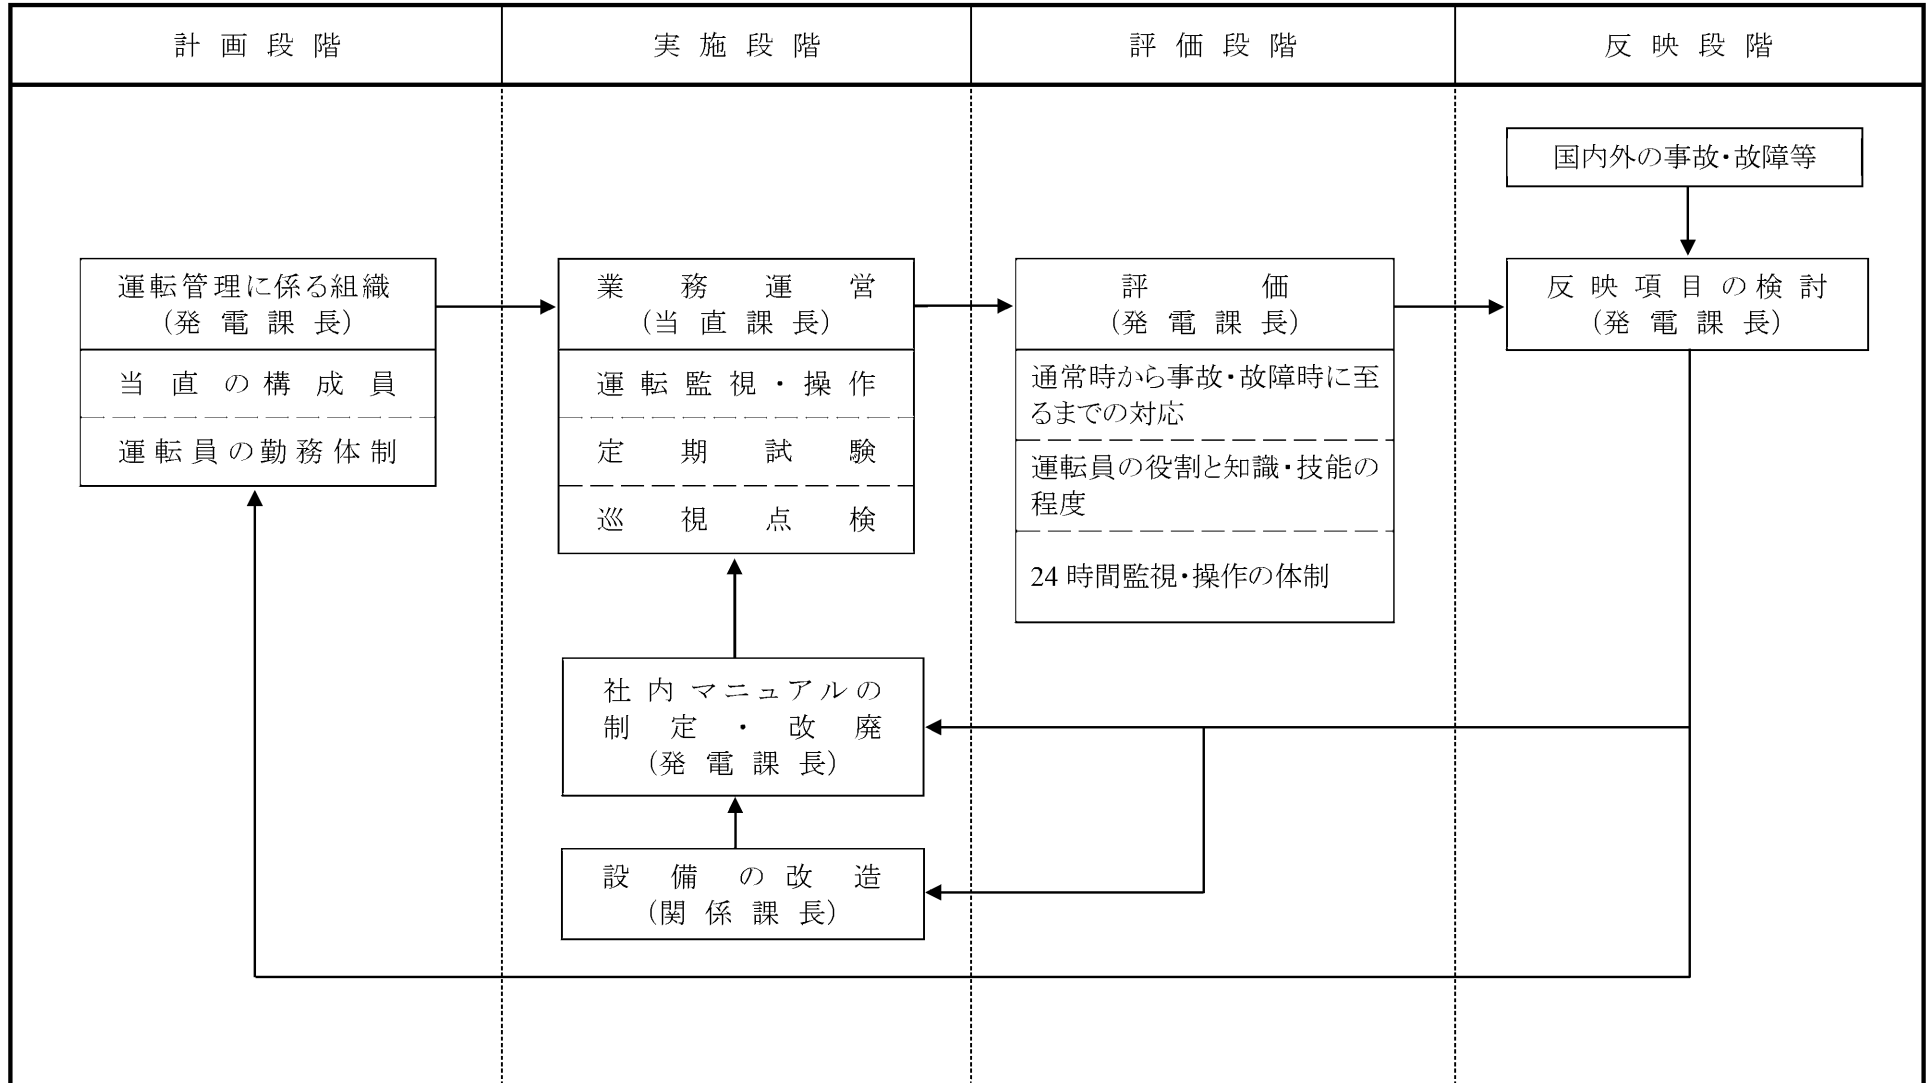 計画段階
実施段階
評価段階
反映段階
国内外の事故・故障等
運転管理に係る組織
(発電課長)
当直の構成員
運転員の勤務体制
業務運営
(当直課長)
運転監視・操作
定期試験
巡視点検
評価
(発電課長)
通常時から事故・故障時に至
るまでの対応
運転員の役割と知識・技能の
程度
24 時間監視・操作の体制
反映項目の検討
(発電課長)
社内マニュアルの
制定・改廃
(発電課長)
設備の改造
(関係課長)